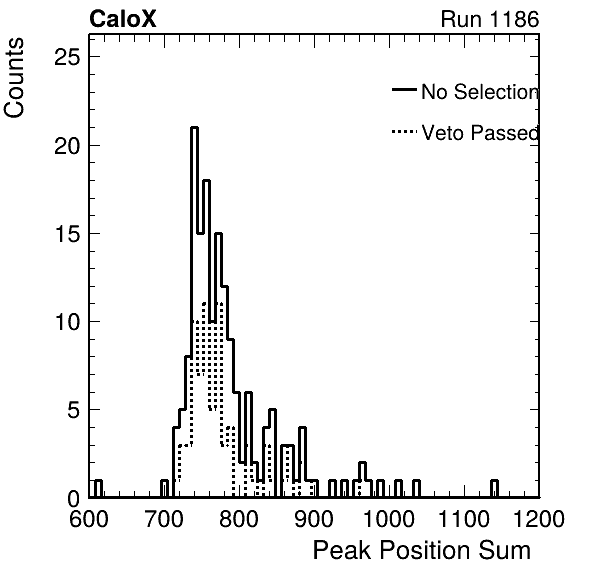 CaloX Run 1186
Counts
25
20
15
10
5
0
No Selection
Veto Passed
600 700 800 900 1000 1100 1200
Peak Position Sum